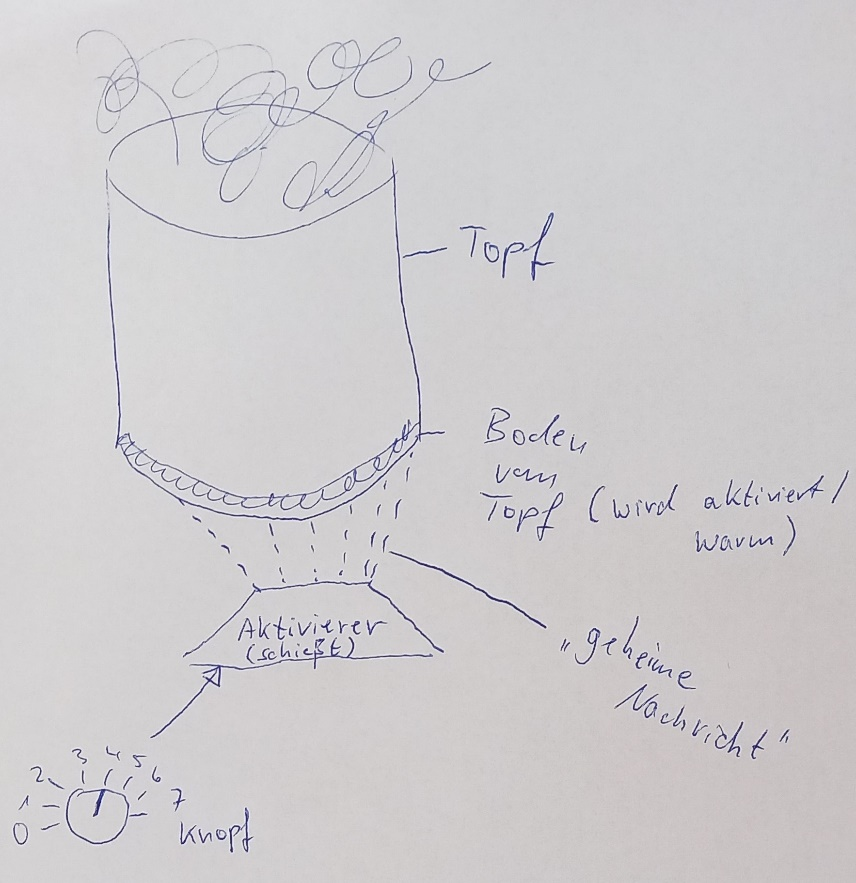 Topf
Boden
vom
Topf (wird aktiviert/
warm)
Aktivierer
(schießt)
„geheime
Nachricht"
0 1 2 3 4 5 6 7
Knopf